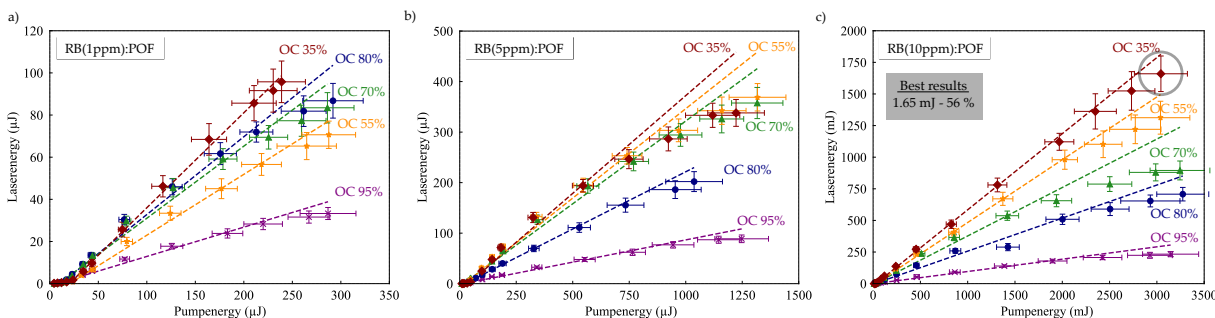 a)
RB(1ppm):POF
OC 35%
OC 80%
OC 70%
OC 55%
OC 95%
120
100
80
60
40
20
0
0 50 100 150 200 250 300 350
Laserenergy (µJ)
Pumpenergy (µJ)
b)
RB(5ppm):POF
OC 35%
OC 55%
OC 70%
OC 80%
OC 95%
500
400
300
200
100
0
0 250 500 750 1000 1250 1500
Laserenergy (µJ)
Pumpenergy (µJ)
c)
RB(10ppm):POF
Best results
1.65 mJ - 56 %
OC 35%
OC 55%
OC 70%
OC 80%
OC 95%
2000
1750
1500
1250
1000
750
500
250
0
0 500 1000 1500 2000 2500 3000 3500
Laserenergy (mJ)
Pumpenergy (mJ)